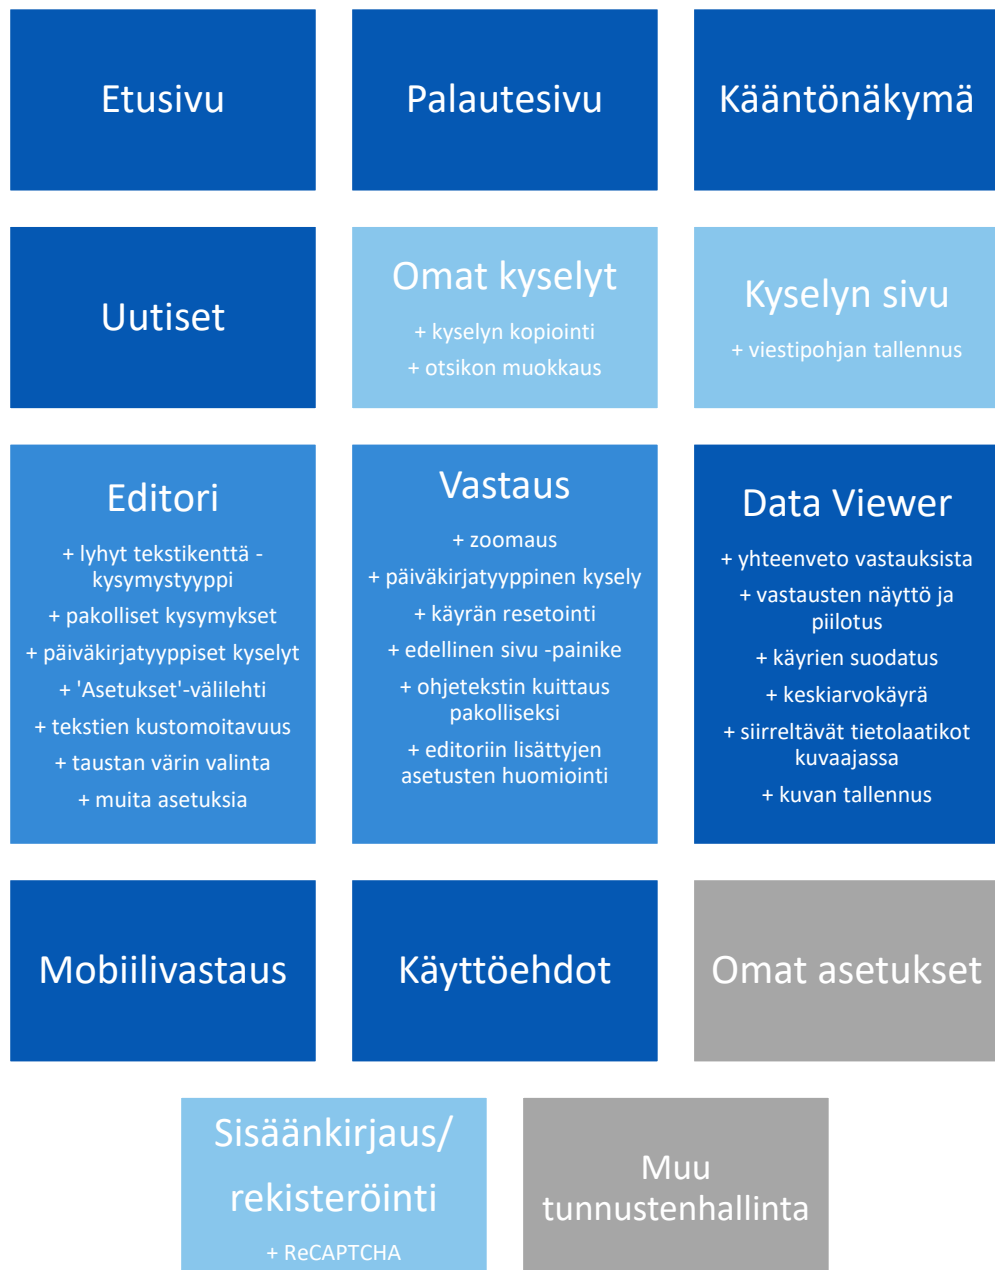 Etusivu
Palautesivu
Kääntönäkymä
Uutiset
Omat kyselyt
+ kyselyn kopiointi
+ otsikon muokkaus
Kyselyn sivu
+ viestipohjan tallennus
Editori
+ lyhyt tekstikenttä -
kysymystyyppi
+ pakolliset kysymykset
+ päiväkirjatyyppiset kyselyt
+ 'Asetukset'-välilehti
+ tekstien kustomoitavuus
+ taustan värin valinta
+ muita asetuksia
Vastaus
+ zoomaus
+ päiväkirjatyyppinen kysely
+ käyrän resetointi
+ edellinen sivu -painike
+ ohjetekstin kuittaus
pakolliseksi
+ editoriin lisättyjen
asetusten huomiointi
Data Viewer
+ yhteenveto vastauksista
+ vastausten näyttö ja
piilotus
+ käyrien suodatus
+ keskiarvokäyrä
+ siirreltävät tietolaatikot
kuvaajassa
+ kuvan tallennus
Mobiilivastaus
Käyttöehdot
Omat asetukset
Sisäänkirjaus/
rekisteröinti
+ ReCAPTCHA
Muu
tunnustenhallinta